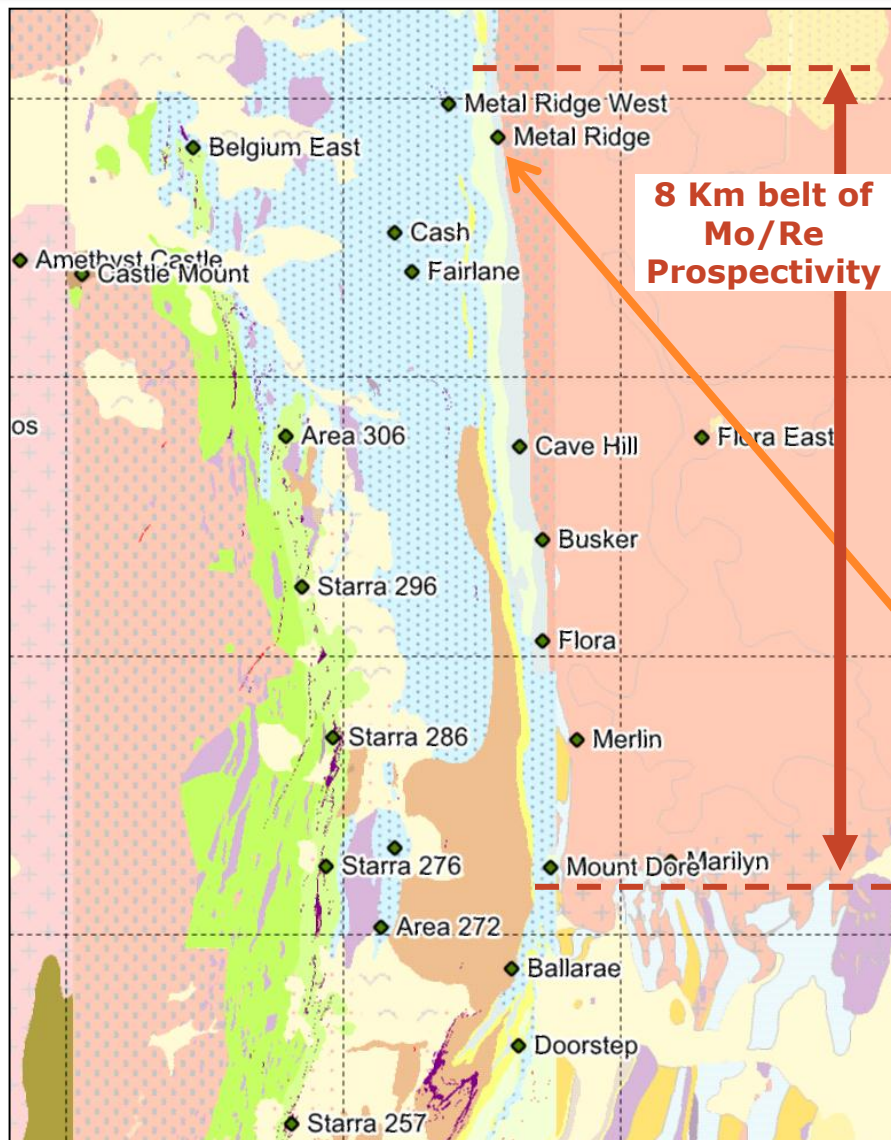 Metal Ridge West
Metal Ridge
Belgium East
8 Km belt of
Mo/Re
Prospectivity
Cash
Amethyst Castle
Castle Mount
Fairlane
os
Area 306
Cave Hill
Flora East
Busker
Starra 296
Flora
Starra 286
Merlin
Starra 276
Mount Dore
Marilyn
Area 272
Ballarae
Doorstep
Starra 257